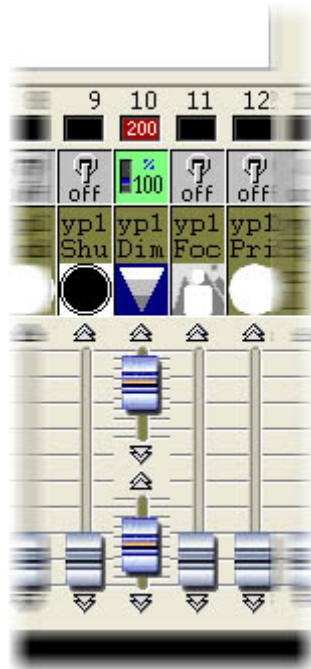 9 10 11 12
200
off % 100 off off
yp1 yp1 yp1 yp1
Shu Dim Foc Pri